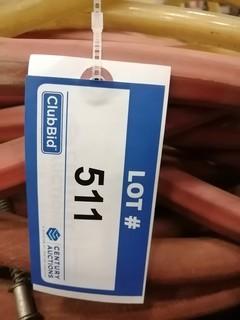 LOT #
511
ClubBid
CENTURY
AUCTIONS